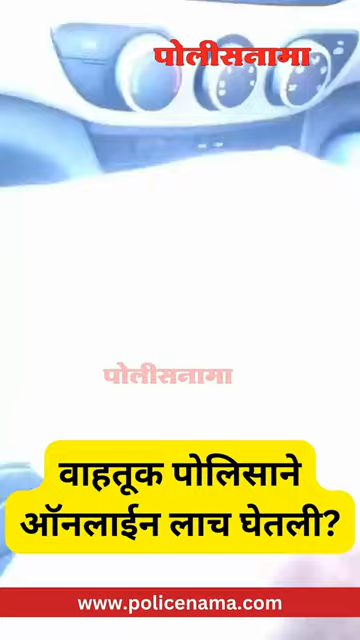 पोलीसनामा
पोलीसनामा
वाहतूक पोलिसाने
ऑनलाईन लाच घेतली?
www.policenama.com